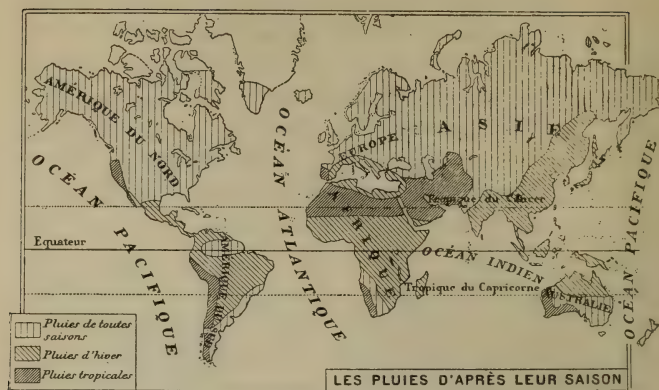 AMÉRIQUE DU NORD
OCÉAN ATLANTIQUE
EUROPE
ASIE
OCÉAN PACIFIQUE
AFRIQUE
Tropique du Cancer
Equateur
AMÉRIQUE DU SUD
OCÉAN INDIEN
OCÉAN PACIFIQUE
Tropique du Capricorne
AUSTRALIE
Pluies de toutes
saisons
Pluies d'hiver
Pluies tropicales
LES PLUIES D'APRÈS LEUR SAISON